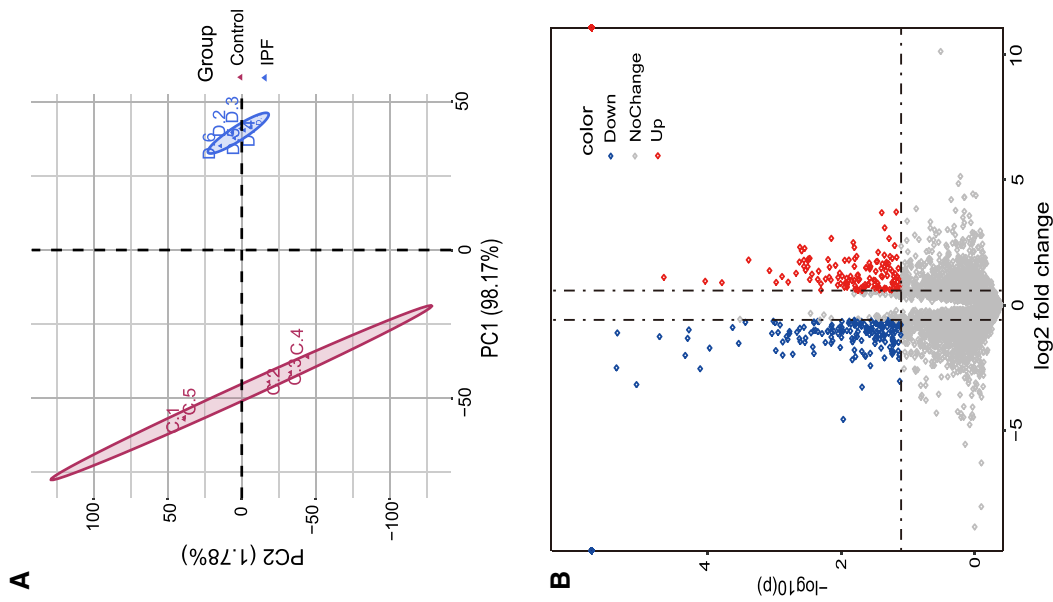 A
PC2 (1.78%)
100
50
0
−50
−100
−50
0
50
PC1 (98.17%)
C.1
C.5
C.2
C.3
C.4
D.6
D.2
D.3
D.5
D.4
Group
Control
IPF
B
−log10(p)
0
2
4
−5
0
5
10
log2 fold change
color
Down
NoChange
Up